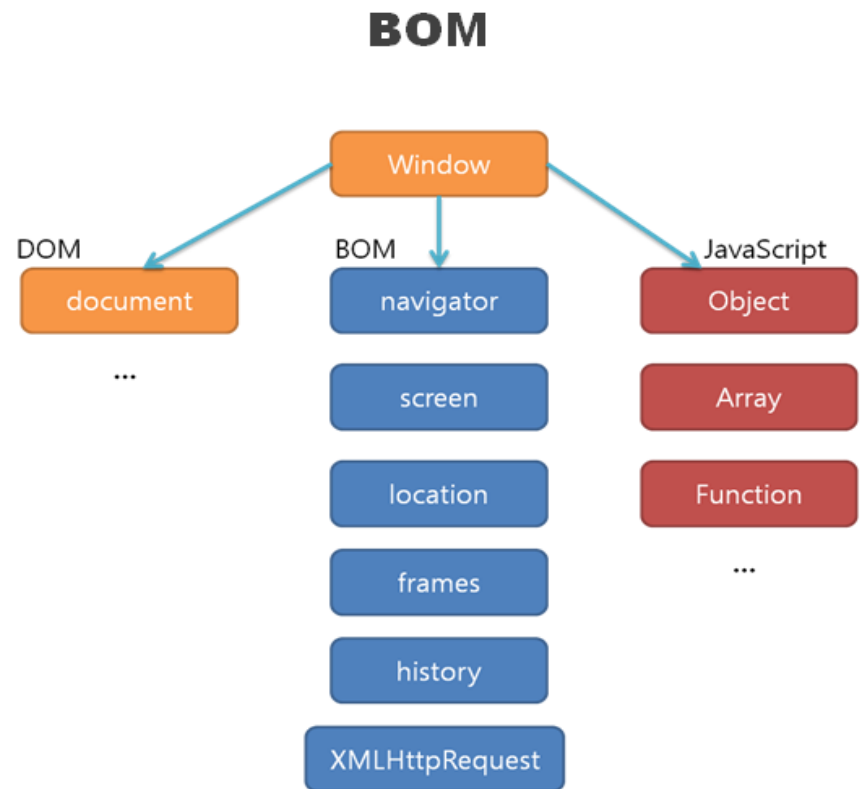 BOM
Window
DOM
BOM
JavaScript
document
navigator
Object
...
screen
Array
location
Function
frames
...
history
XMLHttpRequest